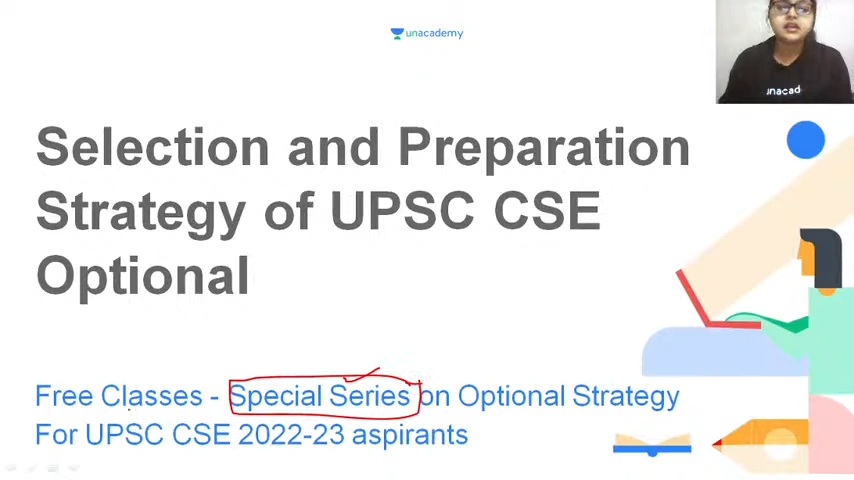 unacademy
unacad
Selection and Preparation
Strategy of UPSC CSE
Optional
Free Classes - Special Series on Optional Strategy
For UPSC CSE 2022-23 aspirants